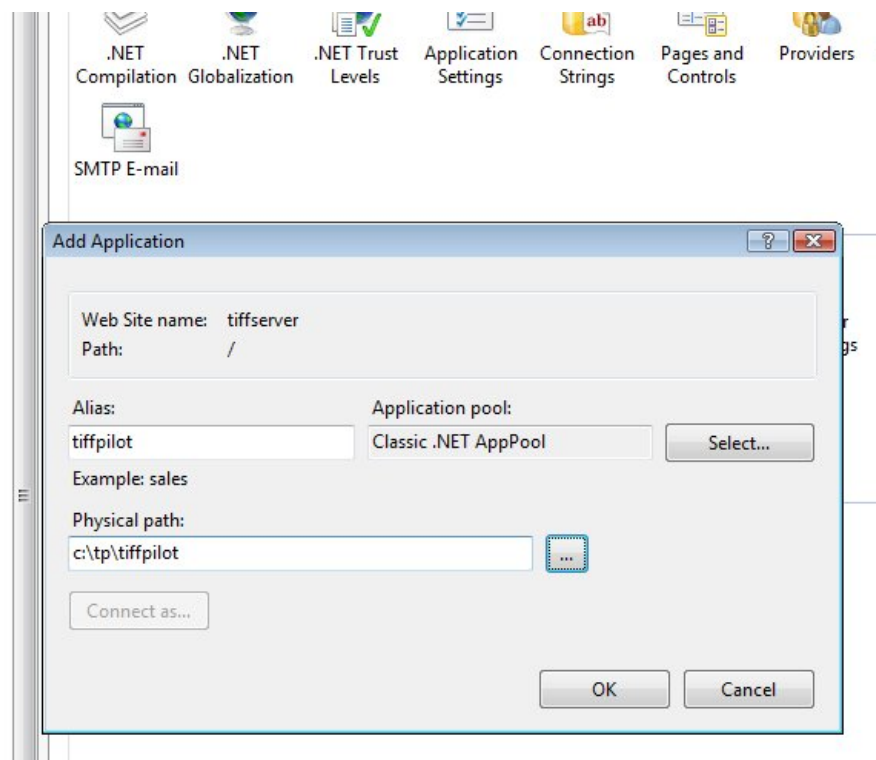 .NET Compilation
.NET Globalization
.NET Trust Levels
Application Settings
Connection Strings
Pages and Controls
Providers
SMTP E-mail
Add Application
Web Site name: tiffserver
Path: /
Alias:
Application pool:
tiffpilot
Classic .NET AppPool
Select...
Example: sales
Physical path:
c:\tp\tiffpilot
...
Connect as...
OK
Cancel